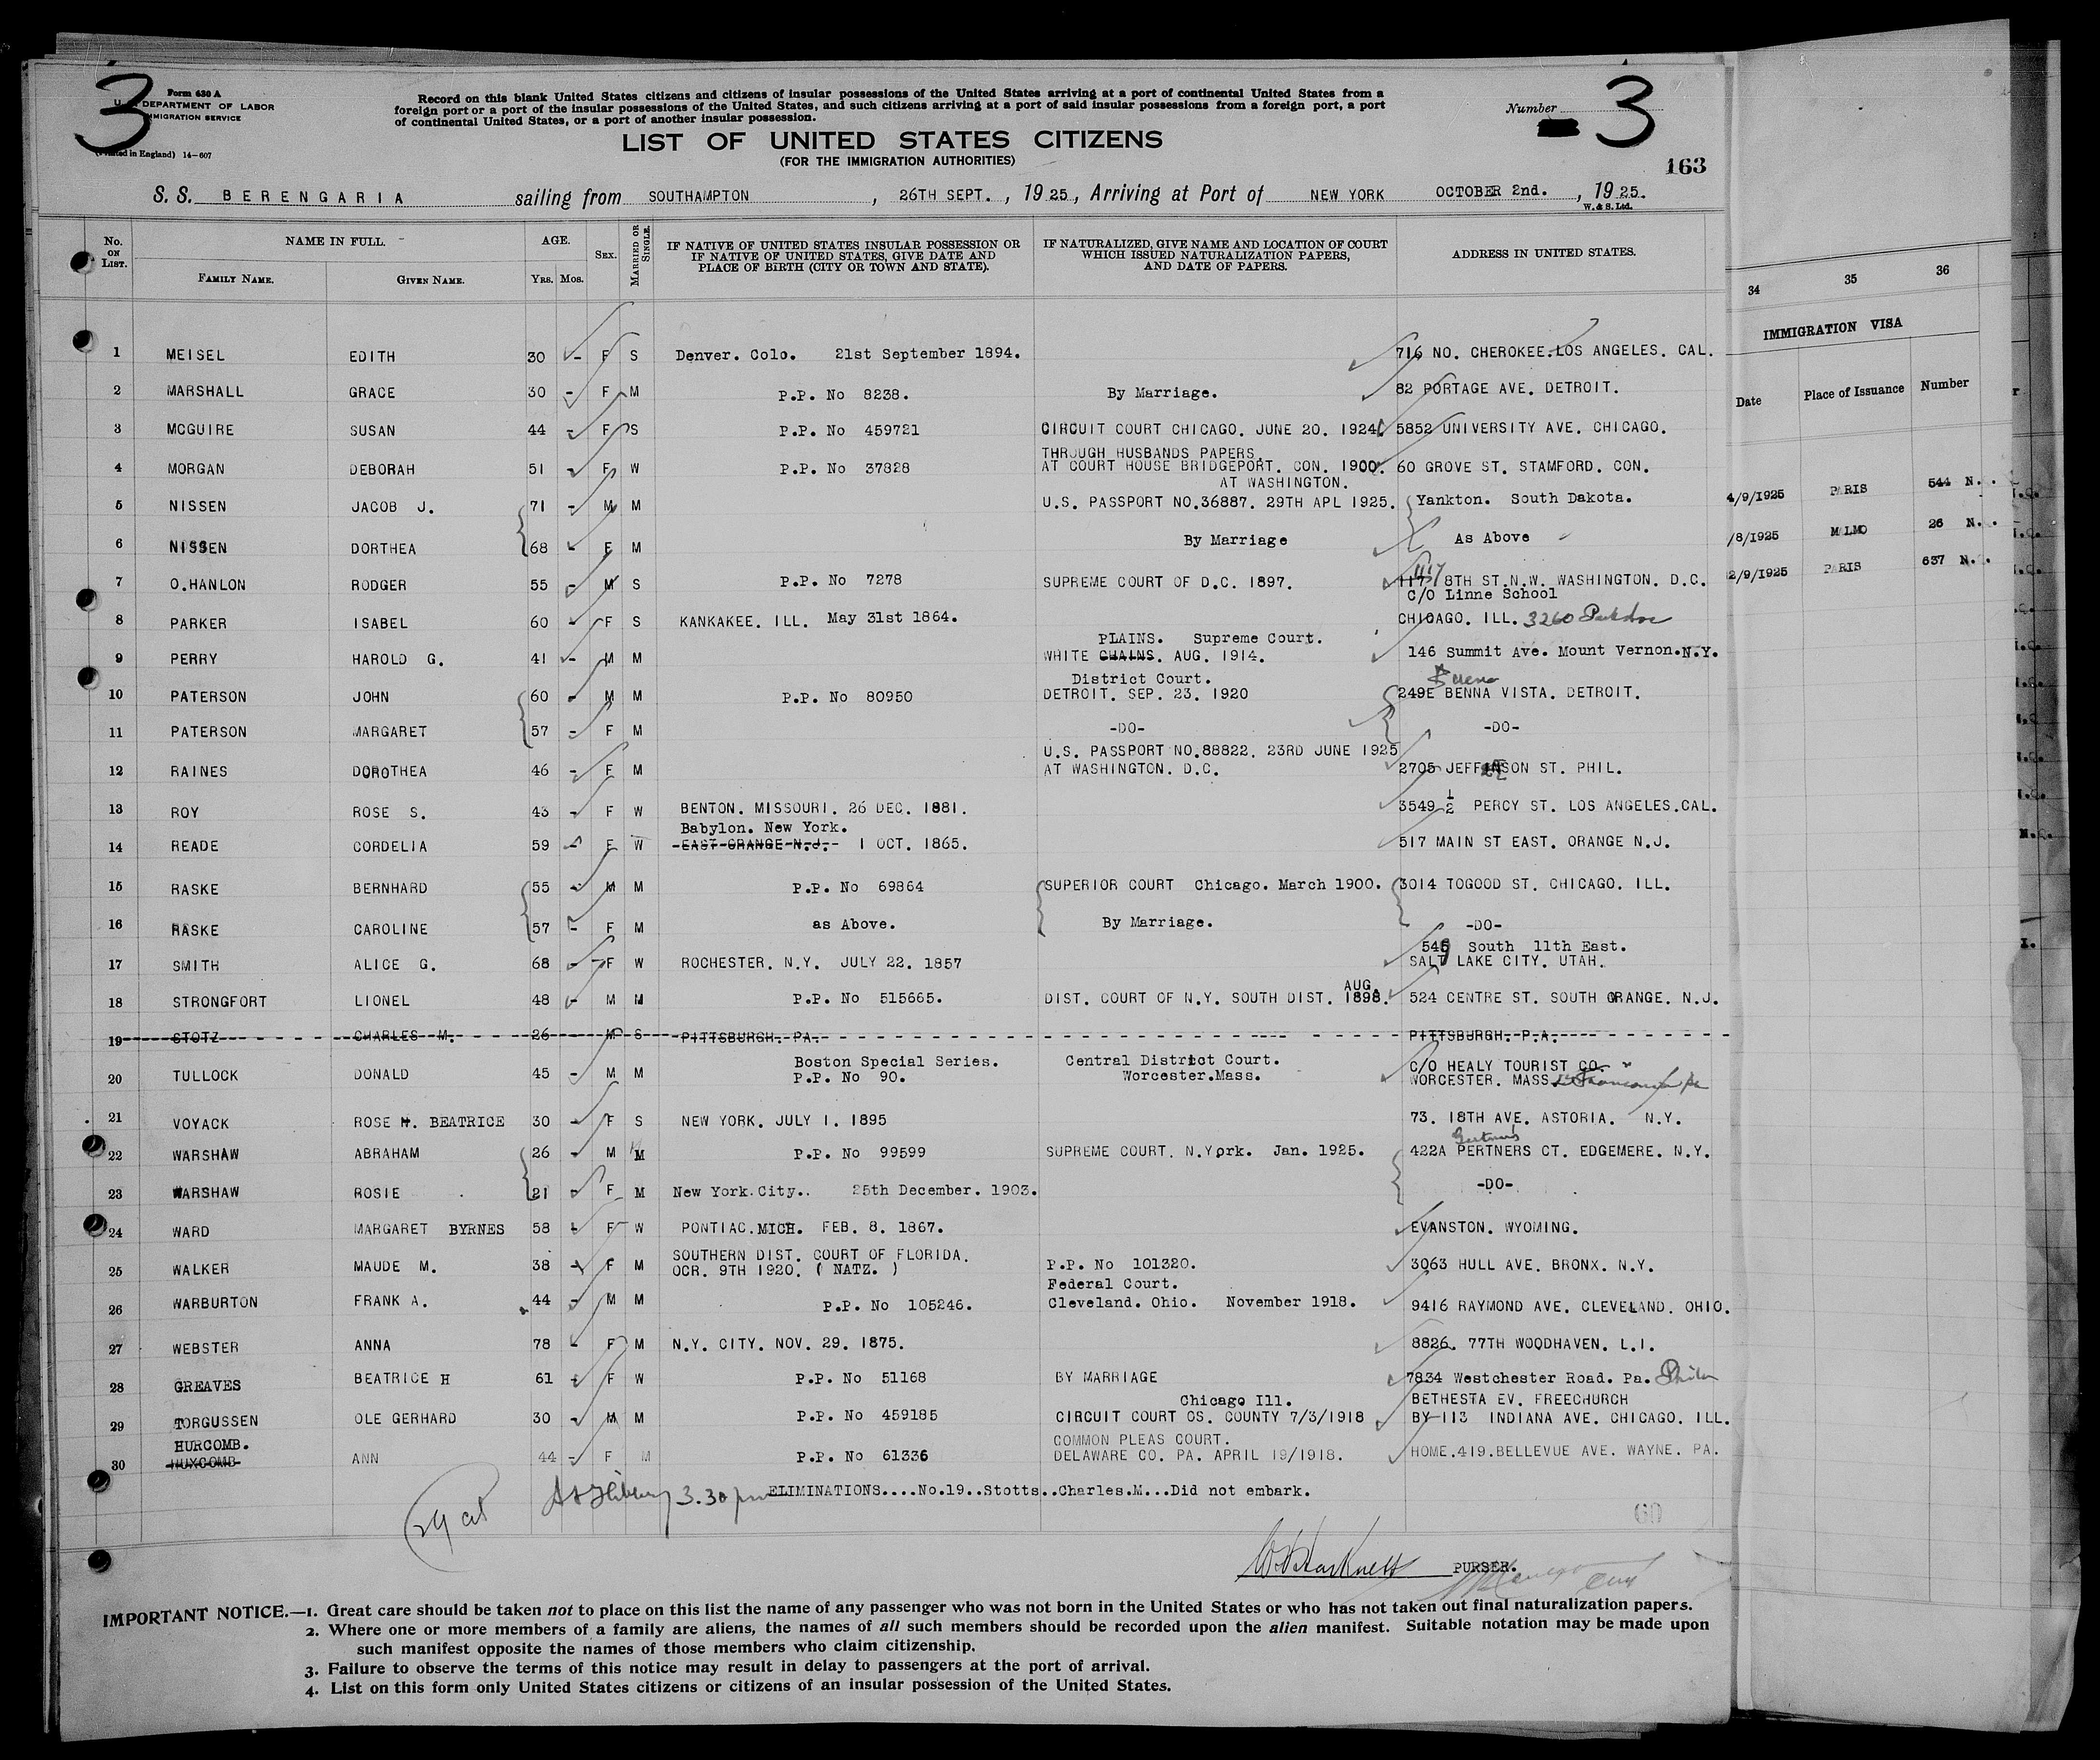 3
Form 630 A
DEPARTMENT OF LABOR
IMMIGRATION SERVICE
(Printed in England) 14-607
Record on this blank United States citizens and citizens of insular possessions of the United States arriving at a port of continental United States from a
foreign port or a port of the insular possessions of the United States, and such citizens arriving at a port of said insular possessions from a foreign port, a port
of continental United States, or a port of another insular possession.
Number 3
LIST OF UNITED STATES CITIZENS
(FOR THE IMMIGRATION AUTHORITIES)
163
S. S. BERENGARIA sailing from SOUTHAMPTON, 26TH SEPT., 1925, Arriving at Port of NEW YORK OCTOBER 2nd., 1925.
W. & S. Ltd.
No. ON LIST. NAME IN FULL. AGE. SEX. MARRIED OR SINGLE. IF NATIVE OF UNITED STATES INSULAR POSSESSION OR IF NATIVE OF UNITED STATES, GIVE DATE AND PLACE OF BIRTH (CITY OR TOWN AND STATE). IF NATURALIZED, GIVE NAME AND LOCATION OF COURT WHICH ISSUED NATURALIZATION PAPERS, AND DATE OF PAPERS. ADDRESS IN UNITED STATES.
FAMILY NAME. GIVEN NAME. YRS. MOS.
1 MEISEL EDITH 30 - F S Denver. Colo. 21st September 1894. 716 NO. CHEROKEE. LOS ANGELES. CAL.
2 MARSHALL GRACE 30 - F M P.P. No 8238. By Marriage. 82 PORTAGE AVE. DETROIT.
3 MCGUIRE SUSAN 44 - F S P.P. No 459721 CIRCUIT COURT CHICAGO. JUNE 20. 1924. 5852 UNIVERSITY AVE. CHICAGO.
THROUGH HUSBANDS PAPERS.
4 MORGAN DEBORAH 51 - F W P.P. No 37828 AT COURT HOUSE BRIDGEPORT. CON. 1900. 60 GROVE ST. STAMFORD. CON.
AT WASHINGTON.
5 NISSEN JACOB J. 71 - M M U.S. PASSPORT NO.36887. 29TH APL 1925. Yankton. South Dakota.
6 NISSEN DORTHEA 68 - F M By Marriage As Above
7 O.HANLON RODGER 55 - M S P.P. No 7278 SUPREME COURT OF D.C. 1897. 1117 8TH ST.N.W. WASHINGTON. D.C.
C/O Linne School
8 PARKER ISABEL 60 - F S KANKAKEE. ILL. May 31st 1864. CHICAGO. ILL. 3260
PLAINS. Supreme Court.
9 PERRY HAROLD G. 41 - M M WHITE CHAINS. AUG. 1914. 146 Summit Ave. Mount Vernon.N.Y.
District Court. Buena
10 PATERSON JOHN 60 - M M P.P. No 80950 DETROIT. SEP. 23. 1920 249E BENNA VISTA. DETROIT.
11 PATERSON MARGARET 57 - F M -DO- -DO-
U.S. PASSPORT NO.88822. 23RD JUNE 1925
12 RAINES DOROTHEA 46 - F M AT WASHINGTON. D.C. 2705 JEFFERSON ST. PHIL.
13 ROY ROSE S. 43 - F W BENTON. MISSOURI. 26 DEC. 1881. 3549 1/2 PERCY ST. LOS ANGELES.CAL.
Babylon. New York.
14 READE CORDELIA 59 - F W EAST ORANGE N.J. 1 OCT. 1865. 517 MAIN ST EAST. ORANGE N.J.
15 RASKE BERNHARD 55 - M M P.P. No 69864 SUPERIOR COURT Chicago. March 1900. 3014 TOGOOD ST. CHICAGO. ILL.
16 RASKE CAROLINE 57 - F M as Above. By Marriage. -DO-
545 South 11th East.
17 SMITH ALICE G. 68 - F W ROCHESTER. N.Y. JULY 22. 1857 SALT LAKE CITY. UTAH.
AUG.
18 STRONGFORT LIONEL 48 - M M P.P. No 515665. DIST. COURT OF N.Y. SOUTH DIST. 1898. 524 CENTRE ST. SOUTH ORANGE. N.J.
19 STOTZ CHARLES M. 26 M S PITTSBURGH. PA. PITTSBURGH. P.A.
Boston Special Series. Central District Court. C/O HEALY TOURIST CO.
20 TULLOCK DONALD 45 - M M P.P. No 90. Worcester.Mass. WORCESTER. MASS.
21 VOYACK ROSE M. BEATRICE 30 - F S NEW YORK. JULY 1. 1895 73. 18TH AVE. ASTORIA. N.Y.
22 WARSHAW ABRAHAM 26 - M M P.P. No 99599 SUPREME COURT. N.York. Jan. 1925. 422A PERTNERS CT. EDGEMERE. N.Y.
23 WARSHAW ROSIE 21 - F M New York.City.. 25th December. 1903. -DO-
24 WARD MARGARET BYRNES 58 - F W PONTIAC.MICH. FEB. 8. 1867. EVANSTON. WYOMING.
SOUTHERN DIST. COURT OF FLORIDA.
25 WALKER MAUDE M. 38 - F M OCR. 9TH 1920. ( NATZ. ) P.P. No 101320. 3063 HULL AVE. BRONX. N.Y.
Federal Court.
26 WARBURTON FRANK A. 44 - M M P.P. No 105246. Cleveland. Ohio. November 1918. 9416 RAYMOND AVE. CLEVELAND. OHIO.
27 WEBSTER ANNA 78 - F M N.Y. CITY. NOV. 29. 1875. 8826. 77TH WOODHAVEN. L.I.
28 GREAVES BEATRICE H 61 - F W P.P. No 51168 BY MARRIAGE 7834 Westchester Road. Pa. Phila
Chicago Ill. BETHESTA EV. FREECHURCH
29 TORGUSSEN OLE GERHARD 30 - M M P.P. No 459185 CIRCUIT COURT OS. COUNTY 7/3/1918 BY 113 INDIANA AVE. CHICAGO. ILL.
HURCOMB. COMMON PLEAS COURT.
30 HUXCOMB ANN 44 - F M P.P. No 61336 DELAWARE CO. PA. APRIL 19/1918. HOME.419.BELLEVUE AVE. WAYNE. PA.
3.30 pm ELIMINATIONS....No.19..Stotts..Charles.M...Did not embark.
60
PURSER.
IMPORTANT NOTICE.—1. Great care should be taken not to place on this list the name of any passenger who was not born in the United States or who has not taken out final naturalization papers.
2. Where one or more members of a family are aliens, the names of all such members should be recorded upon the alien manifest. Suitable notation may be made upon
such manifest opposite the names of those members who claim citizenship.
3. Failure to observe the terms of this notice may result in delay to passengers at the port of arrival.
4. List on this form only United States citizens or citizens of an insular possession of the United States.
34 35 36
IMMIGRATION VISA
Date Place of Issuance Number
4/9/1925 PARIS 544 N.
/8/1925 MALMO 26 N.
2/9/1925 PARIS 637 N.